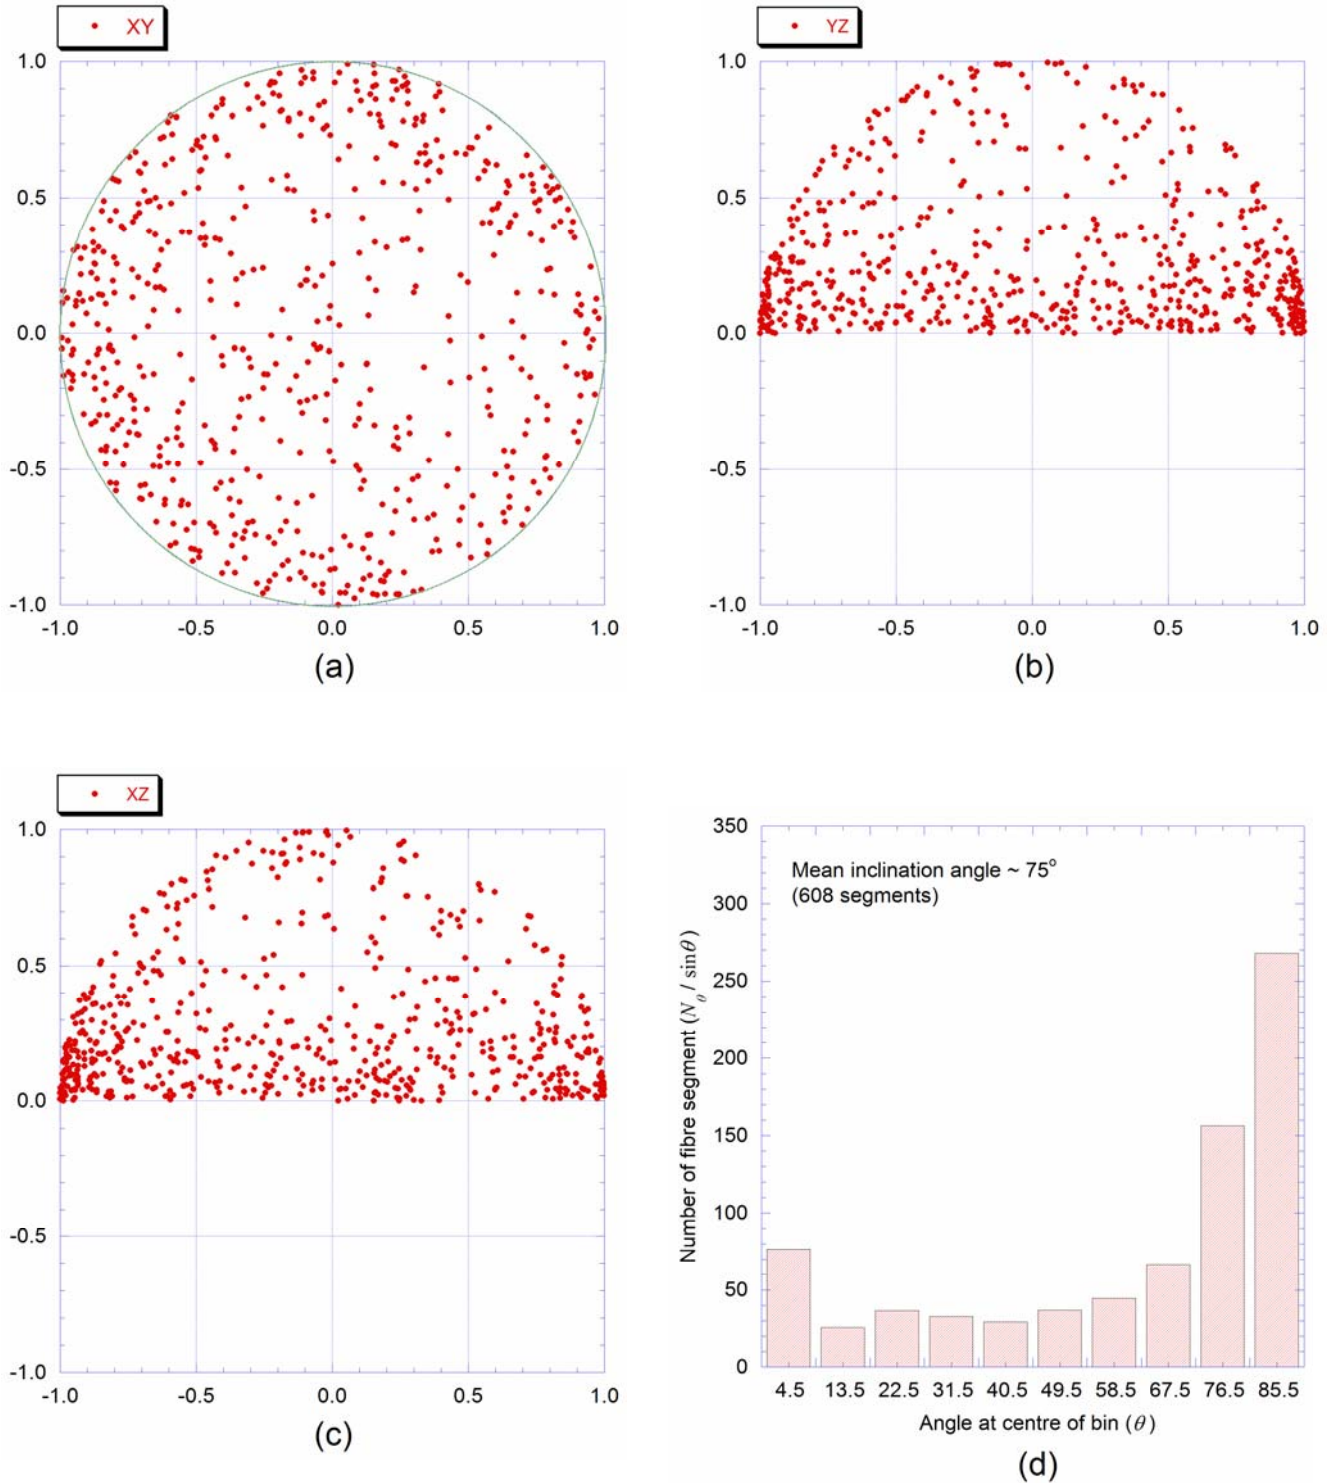 XY
1.0
0.5
0.0
-0.5
-1.0
-1.0 -0.5 0.0 0.5 1.0
(a)
YZ
1.0
0.5
0.0
-0.5
-1.0
-1.0 -0.5 0.0 0.5 1.0
(b)
XZ
1.0
0.5
0.0
-0.5
-1.0
-1.0 -0.5 0.0 0.5 1.0
(c)
Number of fibre segment (N_θ / sinθ)
350
300
250
200
150
100
50
0
Mean inclination angle ~ 75°
(608 segments)
4.5 13.5 22.5 31.5 40.5 49.5 58.5 67.5 76.5 85.5
Angle at centre of bin (θ)
(d)